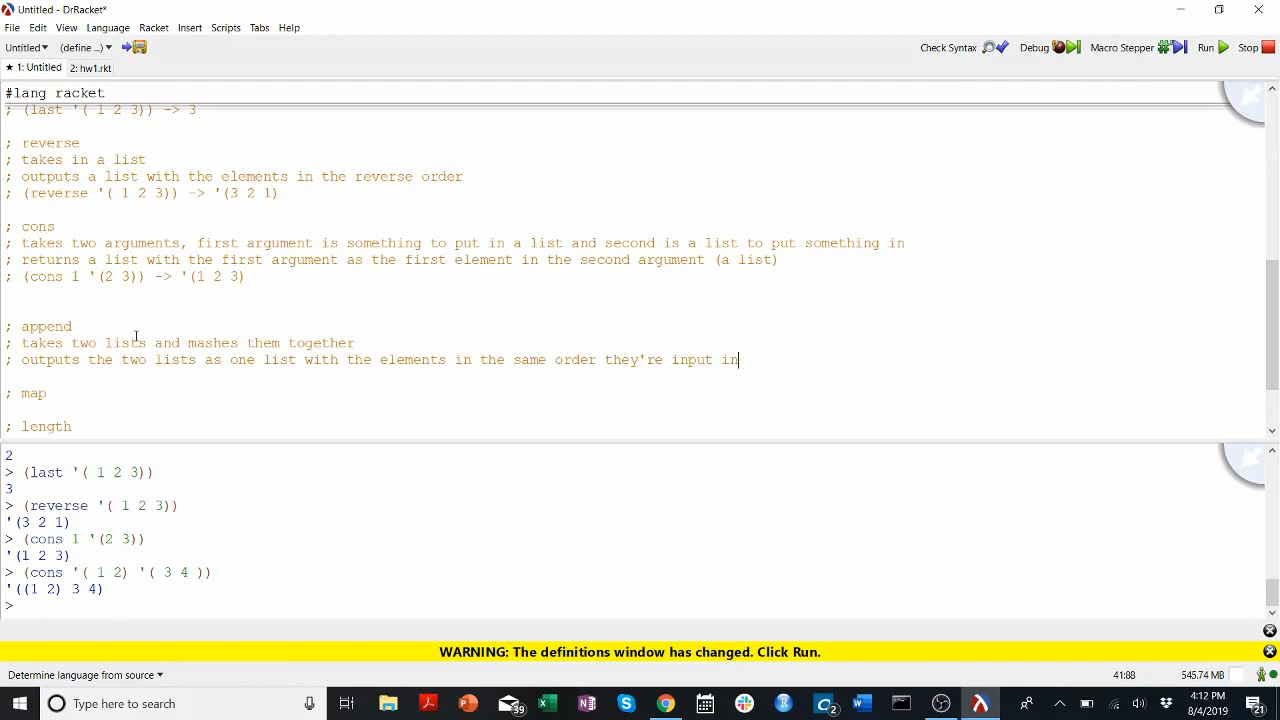 Untitled - DrRacket*
File Edit View Language Racket Insert Scripts Tabs Help
Untitled▾ (define ...)▾ Check Syntax Debug Macro Stepper Run Stop
★ 1: Untitled 2: hw1.rkt
#lang racket
; (last '( 1 2 3)) -> 3
; reverse
; takes in a list
; outputs a list with the elements in the reverse order
; (reverse '( 1 2 3)) -> '(3 2 1)
; cons
; takes two arguments, first argument is something to put in a list and second is a list to put something in
; returns a list with the first argument as the first element in the second argument (a list)
; (cons 1 '(2 3)) -> '(1 2 3)
; append
; takes two lists and mashes them together
; outputs the two lists as one list with the elements in the same order they're input in
; map
; length
2
> (last '( 1 2 3))
3
> (reverse '( 1 2 3))
'(3 2 1)
> (cons 1 '(2 3))
'(1 2 3)
> (cons '( 1 2) '( 3 4 ))
'((1 2) 3 4)
>
WARNING: The definitions window has changed. Click Run.
Determine language from source▾ 41:88 545.74 MB
Type here to search 39 2 4:12 PM
8/4/2019 21